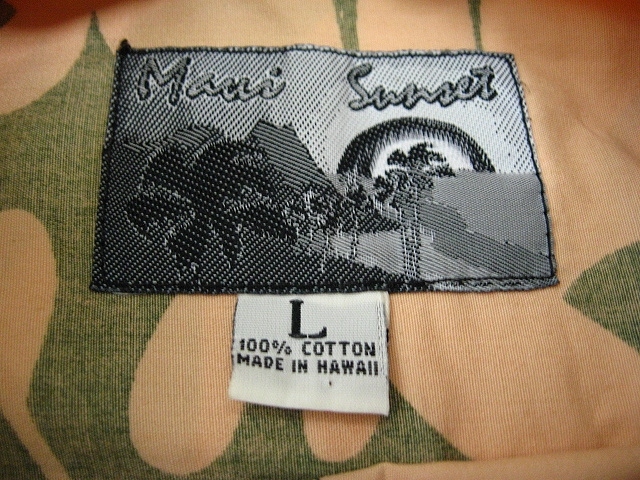 Maui Sunset
L
100% COTTON
MADE IN HAWAII